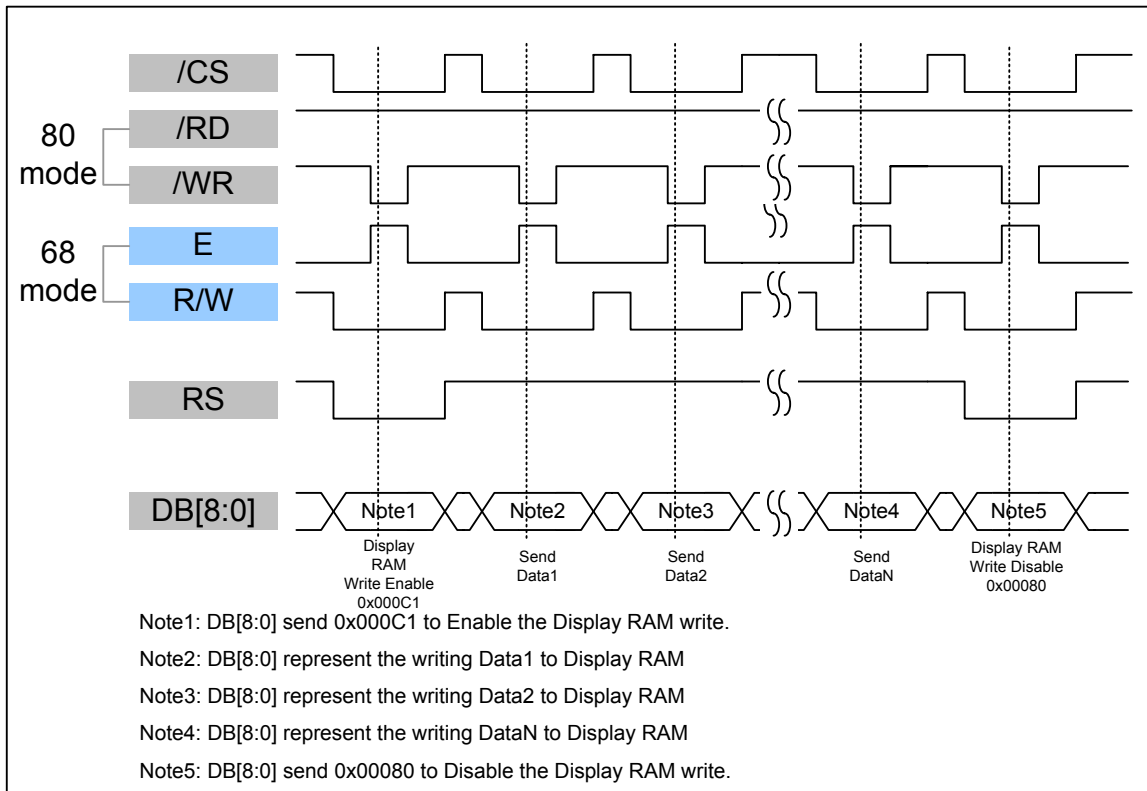 /CS
80
mode
/RD
/WR
68
mode
E
R/W
RS
DB[8:0]
Note1
Note2
Note3
Note4
Note5
Display
RAM
Write Enable
0x000C1
Send
Data1
Send
Data2
Send
DataN
Display RAM
Write Disable
0x00080
Note1: DB[8:0] send 0x000C1 to Enable the Display RAM write.
Note2: DB[8:0] represent the writing Data1 to Display RAM
Note3: DB[8:0] represent the writing Data2 to Display RAM
Note4: DB[8:0] represent the writing DataN to Display RAM
Note5: DB[8:0] send 0x00080 to Disable the Display RAM write.